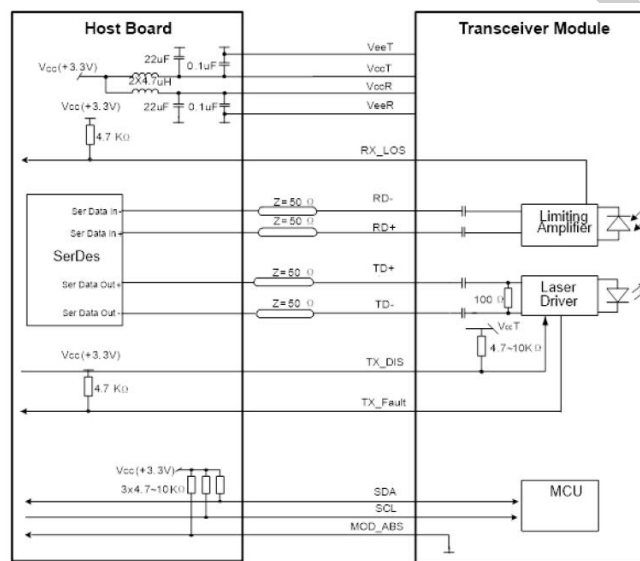 Host Board
Transceiver Module
VeeT
22uF
0.1uF
Vcc(+3.3V)
VccT
2X4.7uH
VccR
Vcc(+3.3V)
22uF
0.1uF
VeeR
4.7 KΩ
RX_LOS
Z=50 Ω
RD-
Ser Data In -
Z=50 Ω
Limiting
Amplifier
Ser Data In +
RD+
SerDes
Z=50 Ω
TD+
Ser Data Out +
Laser
Driver
Z=50 Ω
TD-
100 Ω
Ser Data Out -
VccT
4.7~10KΩ
Vcc(+3.3V)
TX_DIS
4.7 KΩ
TX_Fault
Vcc(+3.3V)
3x4.7~10KΩ
SDA
MCU
SCL
MOD_ABS